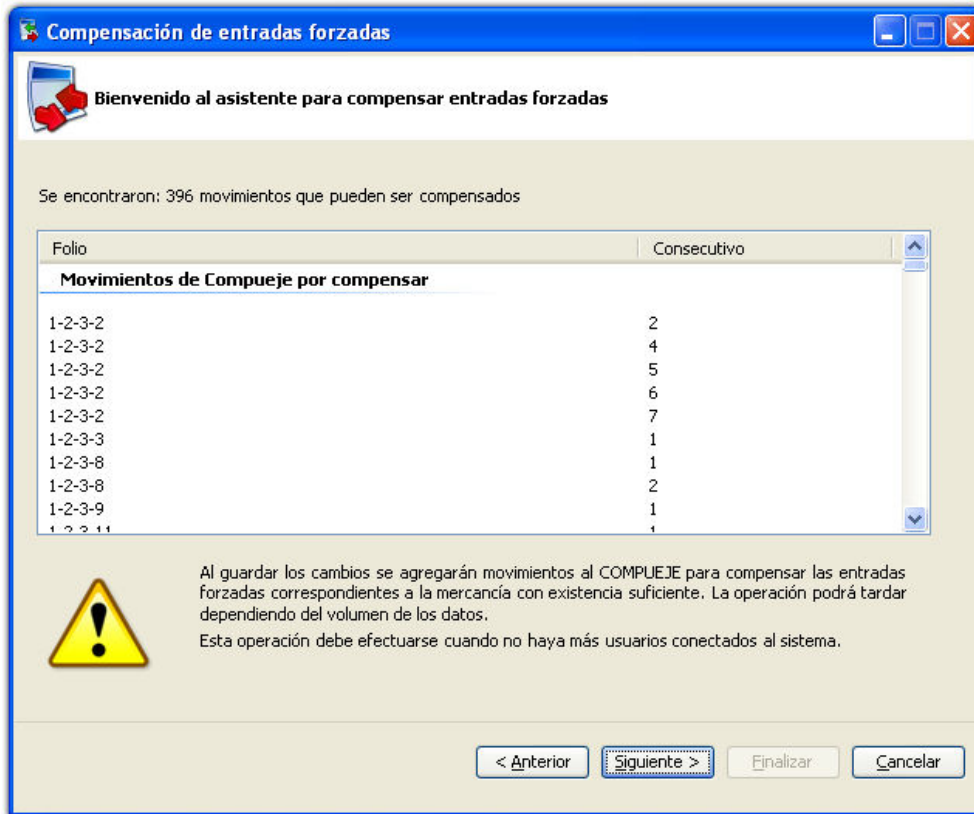 Compensación de entradas forzadas
Bienvenido al asistente para compensar entradas forzadas
Se encontraron: 396 movimientos que pueden ser compensados
Folio Consecutivo
Movimientos de Compueje por compensar
1-2-3-2 2
1-2-3-2 4
1-2-3-2 5
1-2-3-2 6
1-2-3-2 7
1-2-3-3 1
1-2-3-8 1
1-2-3-8 2
1-2-3-9 1
1-2-3-11 1
Al guardar los cambios se agregarán movimientos al COMPUEJE para compensar las entradas
forzadas correspondientes a la mercancía con existencia suficiente. La operación podrá tardar
dependiendo del volumen de los datos.
Esta operación debe efectuarse cuando no haya más usuarios conectados al sistema.
< Anterior Siguiente > Finalizar Cancelar